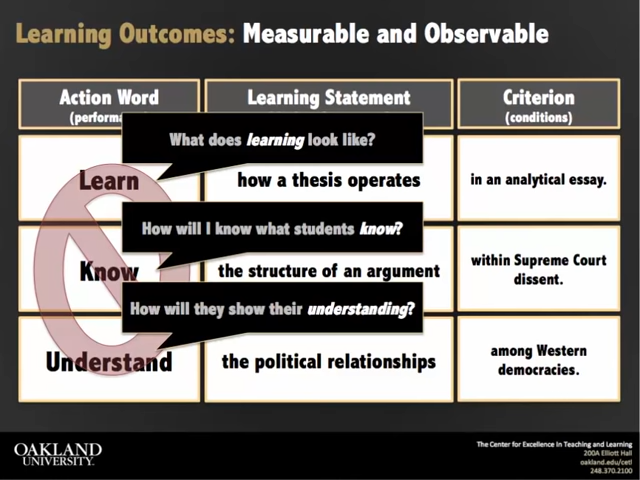 Learning Outcomes: Measurable and Observable
Action Word
Learning Statement
Criterion
(conditions)
What does learning look like?
Learn
how a thesis operates
in an analytical essay.
How will I know what students know?
Know
the structure of an argument
within Supreme Court
dissent.
How will they show their understanding?
Understand
the political relationships
among Western
democracies.
OAKLAND
UNIVERSITY.
The Center for Excellence In Teaching and Learning
200A Elliott Hall
oakland.edu/cetl
248.370.2100